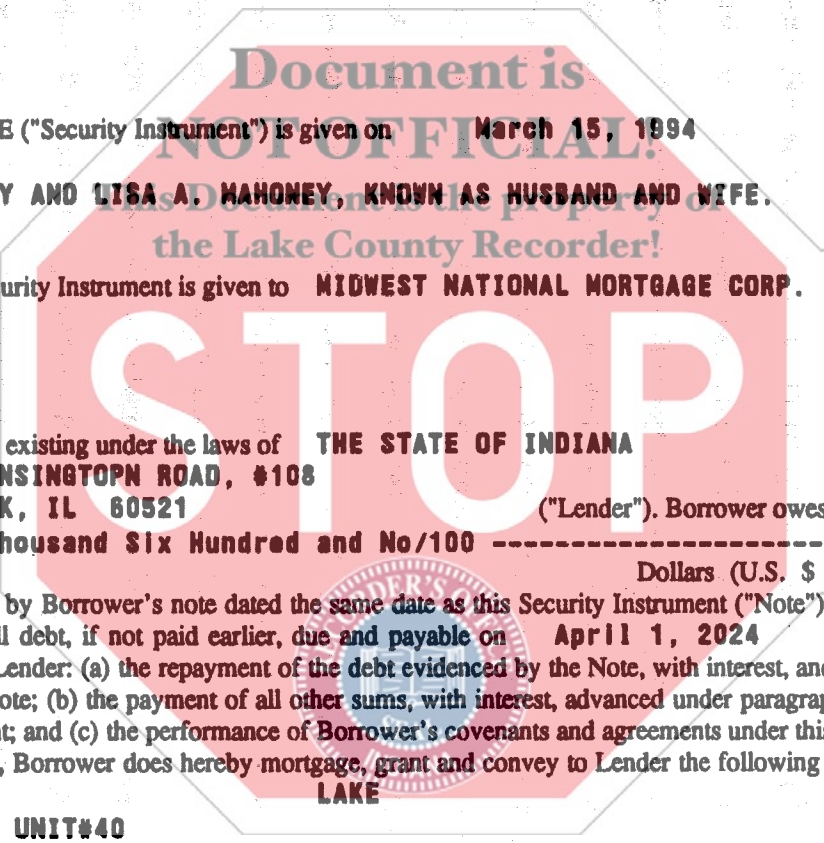 Document is
E ("Security Instrument") is given on March 15, 1994
NOT OFFICIAL!
Y AND LISA A. MAHONEY, KNOWN AS HUSBAND AND WIFE.
This Document is the property of
the Lake County Recorder!
urity Instrument is given to MIDWEST NATIONAL MORTGAGE CORP.
STOP
existing under the laws of THE STATE OF INDIANA
NSINGTOPN ROAD, #108
K, IL 60521 ("Lender"). Borrower owes
housand Six Hundred and No/100 ------------------------
Dollars (U.S. $
by Borrower's note dated the same date as this Security Instrument ("Note")
ll debt, if not paid earlier, due and payable on April 1, 2024
Lender: (a) the repayment of the debt evidenced by the Note, with interest, and
ote; (b) the payment of all other sums, with interest, advanced under paragrap
nt; and (c) the performance of Borrower's covenants and agreements under this
, Borrower does hereby mortgage, grant and convey to Lender the following
LAKE
UNIT#40